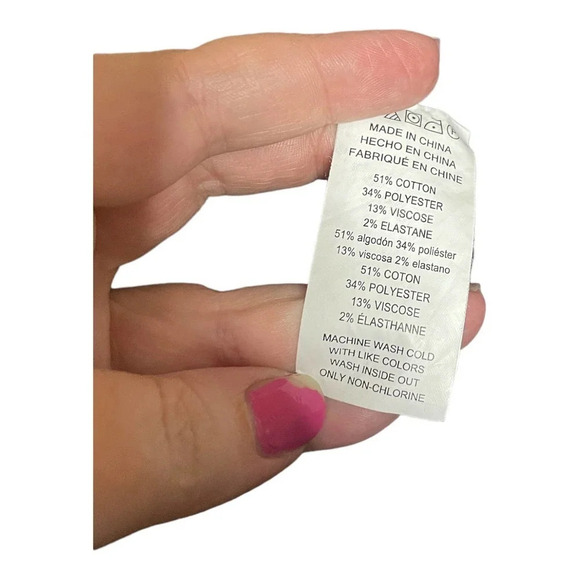 MADE IN CHINA
HECHO EN CHINA
FABRIQUÉ EN CHINE
51% COTTON
34% POLYESTER
13% VISCOSE
2% ELASTANE
51% algodón 34% poliéster
13% viscosa 2% elastano
51% COTON
34% POLYESTER
13% VISCOSE
2% ÉLASTHANNE
MACHINE WASH COLD
WITH LIKE COLORS
WASH INSIDE OUT
ONLY NON-CHLORINE